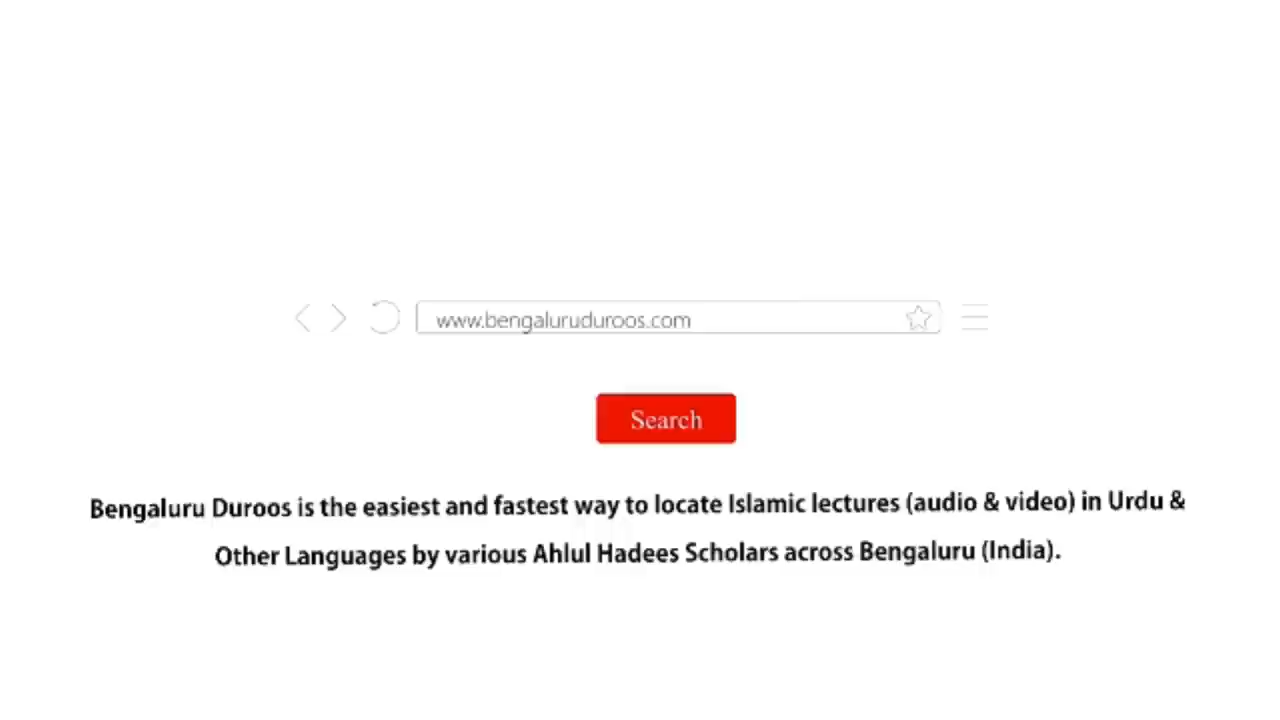 www.bengaluruduroos.com
Search
Bengaluru Duroos is the easiest and fastest way to locate Islamic lectures (audio & video) in Urdu &
Other Languages by various Ahlul Hadees Scholars across Bengaluru (India).